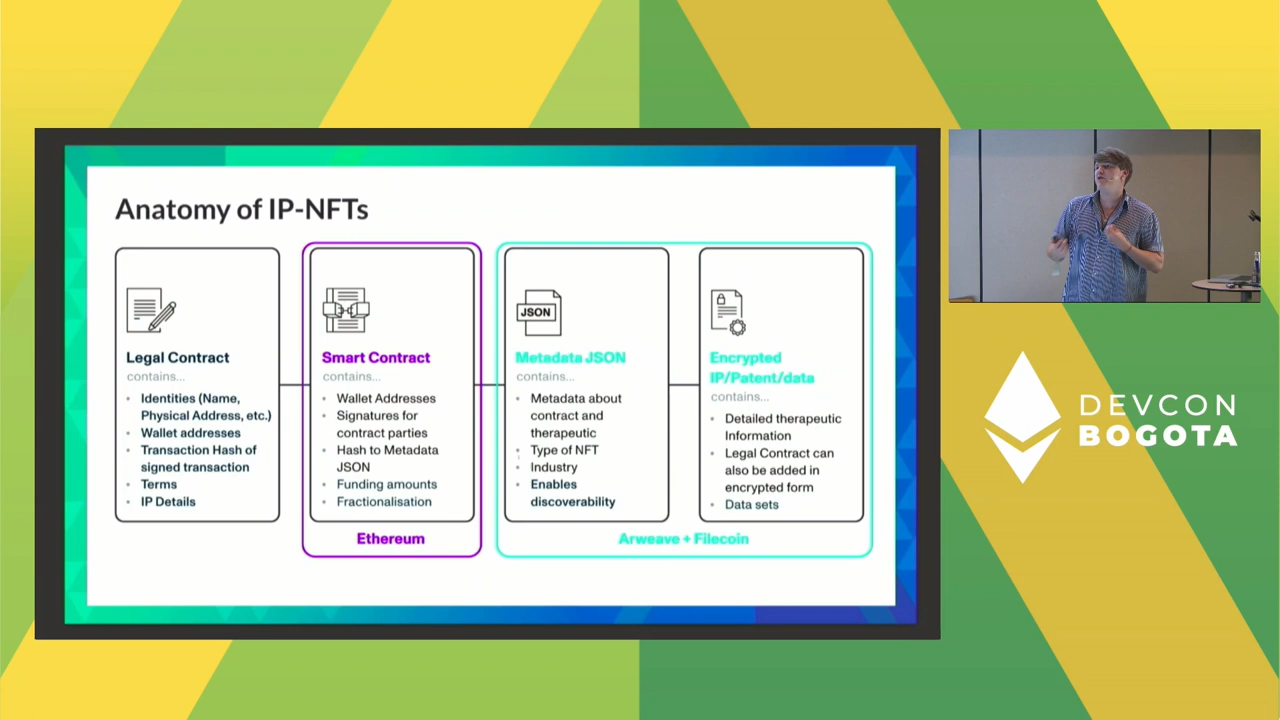 Anatomy of IP-NFTs
Legal Contract
contains...
• Identities (Name,
Physical Address, etc.)
• Wallet addresses
• Transaction Hash of
signed transaction
• Terms
• IP Details
Smart Contract
contains...
• Wallet Addresses
• Signatures for
contract parties
• Hash to Metadata
JSON
• Funding amounts
• Fractionalisation
Ethereum
JSON
Metadata JSON
contains...
• Metadata about
contract and
therapeutic
• Type of NFT
• Industry
• Enables
discoverability
Encrypted
IP/Patent/data
contains...
• Detailed therapeutic
Information
• Legal Contract can
also be added in
encrypted form
• Data sets
Arweave + Filecoin
DEVCON
BOGOTA